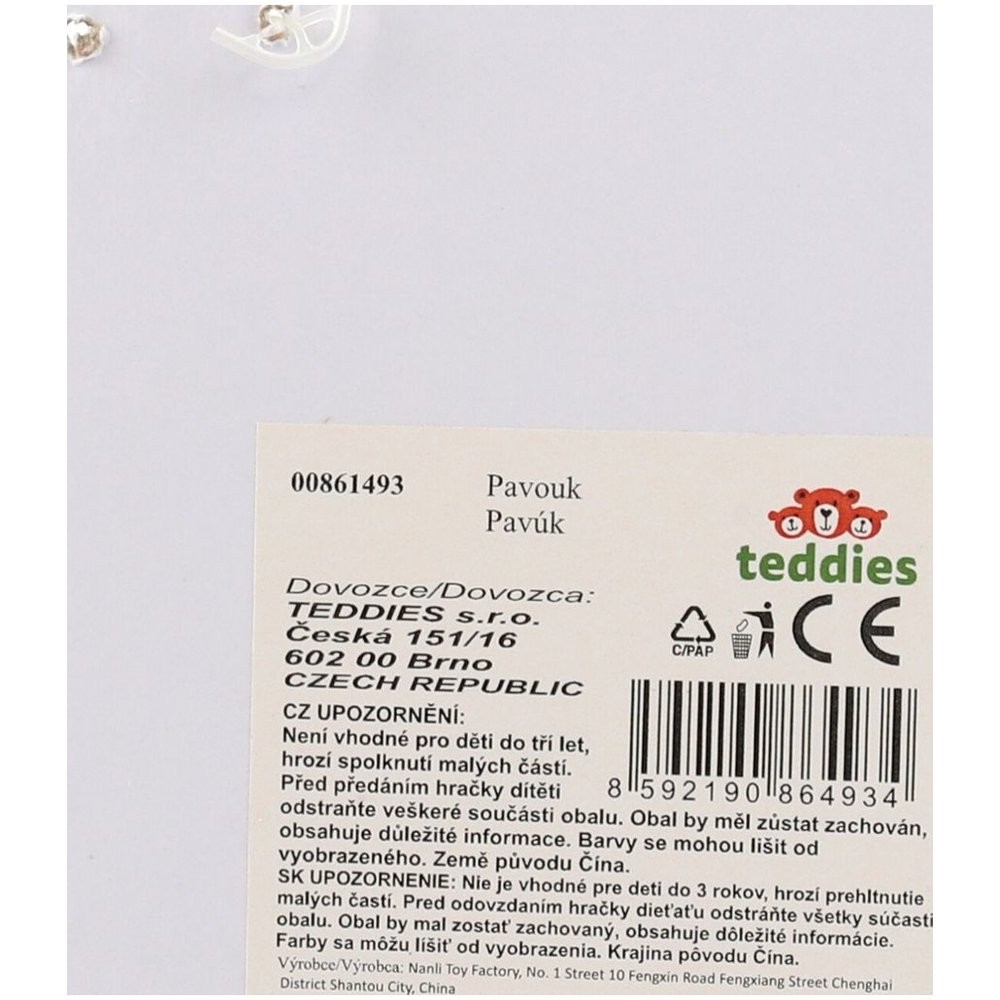 00861493 Pavouk
Pavúk
teddies
Dovozce/Dovozca:
TEDDIES s.r.o.
Česká 151/16
602 00 Brno
CZECH REPUBLIC
C/PAP
CE
CZ UPOZORNĚNÍ:
Není vhodné pro děti do tří let,
hrozí spolknutí malých částí.
Před předáním hračky dítěti
8 592190 864934
odstraňte veškeré součásti obalu. Obal by měl zůstat zachován,
obsahuje důležité informace. Barvy se mohou lišit od
vyobrazeného. Země původu Čína.
SK UPOZORNENIE: Nie je vhodné pre deti do 3 rokov, hrozí prehltnutie
malých častí. Pred odovzdaním hračky dieťaťu odstráňte všetky súčasti
obalu. Obal by mal zostať zachovaný, obsahuje dôležité informácie.
Farby sa môžu líšiť od vyobrazenia. Krajina pôvodu Čína.
Výrobce/Výrobca: Nanli Toy Factory, No. 1 Street 10 Fengxin Road Fengxiang Street Chenghai
District Shantou City, China